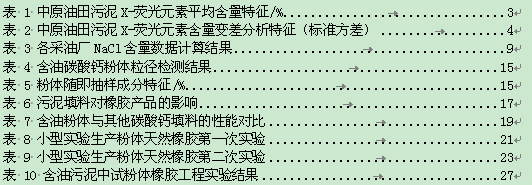 表 1 中原油田污泥 X-荧光元素平均含量特征/%......→......3
表 2 中原油田污泥 X-荧光元素含量变差分析特征（标准方差）......→......4
表 3 各采油厂 NaCl 含量数据计算结果......→......9
表 4 含油碳酸钙粉体粒径检测结果......→......15
表 5 粉体随即抽样成分特征/%......→......15
表 6 污泥填料对橡胶产品的影响......→......17
表 7 含油粉体与其他碳酸钙填料的性能对比......→......19
表 8 小型实验生产粉体天然橡胶第一次实验......→......21
表 9 小型实验生产粉体天然橡胶第二次实验......→......23
表 10 含油污泥中试粉体橡胶工程实验结果......→......27